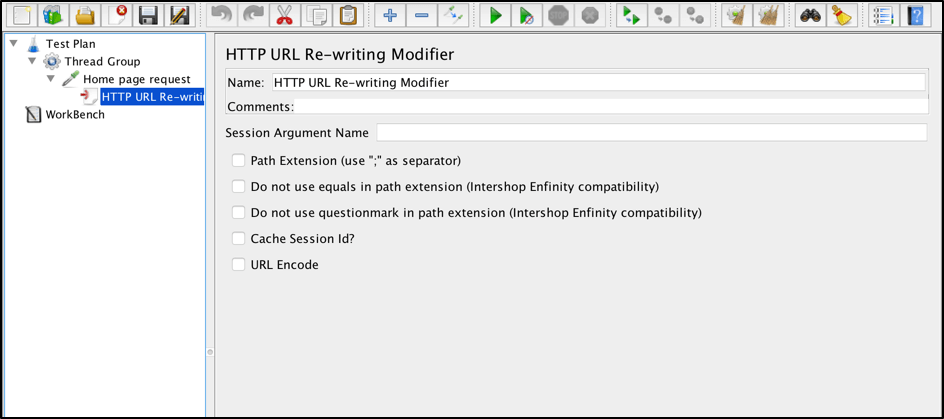 Test Plan
Thread Group
Home page request
HTTP URL Re-writi
WorkBench
HTTP URL Re-writing Modifier
Name: HTTP URL Re-writing Modifier
Comments:
Session Argument Name
Path Extension (use ";" as separator)
Do not use equals in path extension (Intershop Enfinity compatibility)
Do not use questionmark in path extension (Intershop Enfinity compatibility)
Cache Session Id?
URL Encode